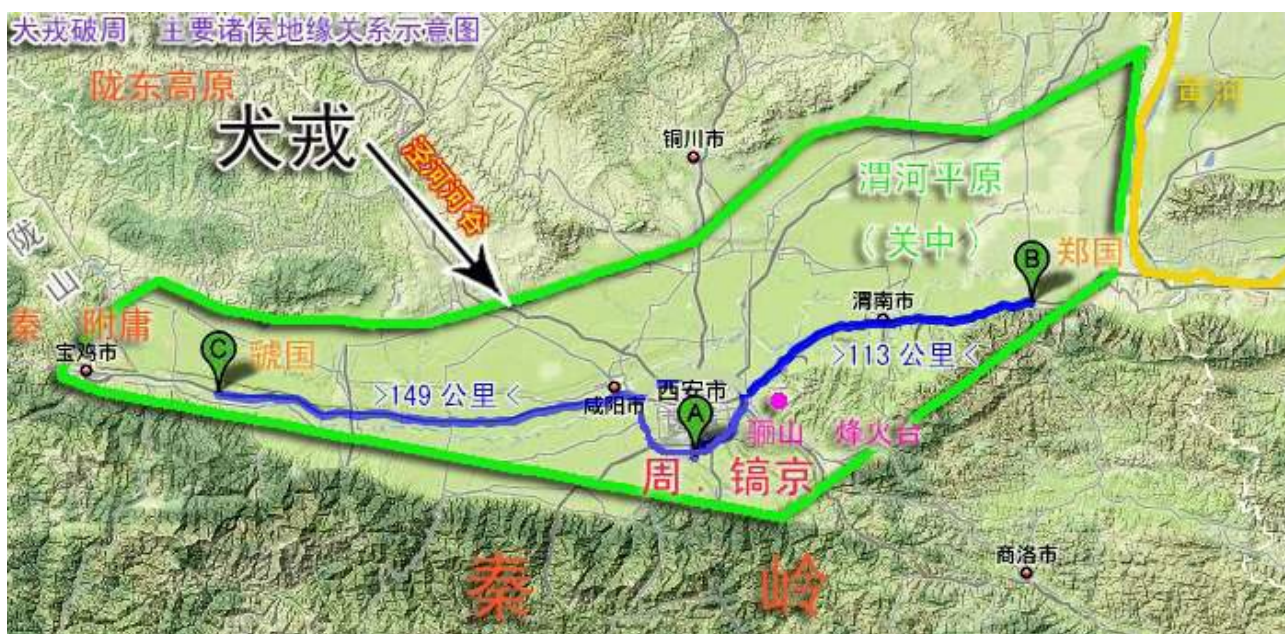 犬戎破周 主要诸侯地缘关系示意图
陇东高原
犬戎
泾河河谷
铜川市
黄河
渭河平原
（关中）
陇山
B
郑国
秦．附庸
宝鸡市
C
虢国
渭南市
>113 公里<
>149 公里<
咸阳市
西安市
A
骊山 烽火台
周．镐京
商洛市
秦岭